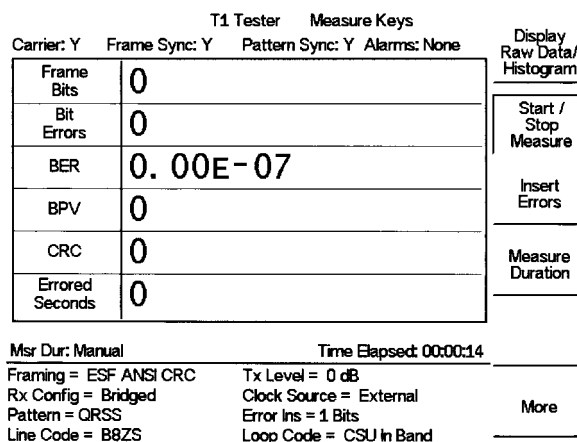 T1 Tester Measure Keys
Carrier: Y Frame Sync: Y Pattern Sync: Y Alarms: None
Display
Raw Data/
Histogram
Frame
Bits
0
Bit
Errors
0
BER
0.00E-07
BPV
0
CRC
0
Errored
Seconds
0
Start /
Stop
Measure
Insert
Errors
Measure
Duration
Msr Dur: Manual Time Elapsed: 00:00:14
Framing = ESF ANSI CRC Tx Level = 0 dB
Rx Config = Bridged Clock Source = External
Pattern = QRSS Error Ins = 1 Bits
Line Code = B8ZS Loop Code = CSU In Band
More